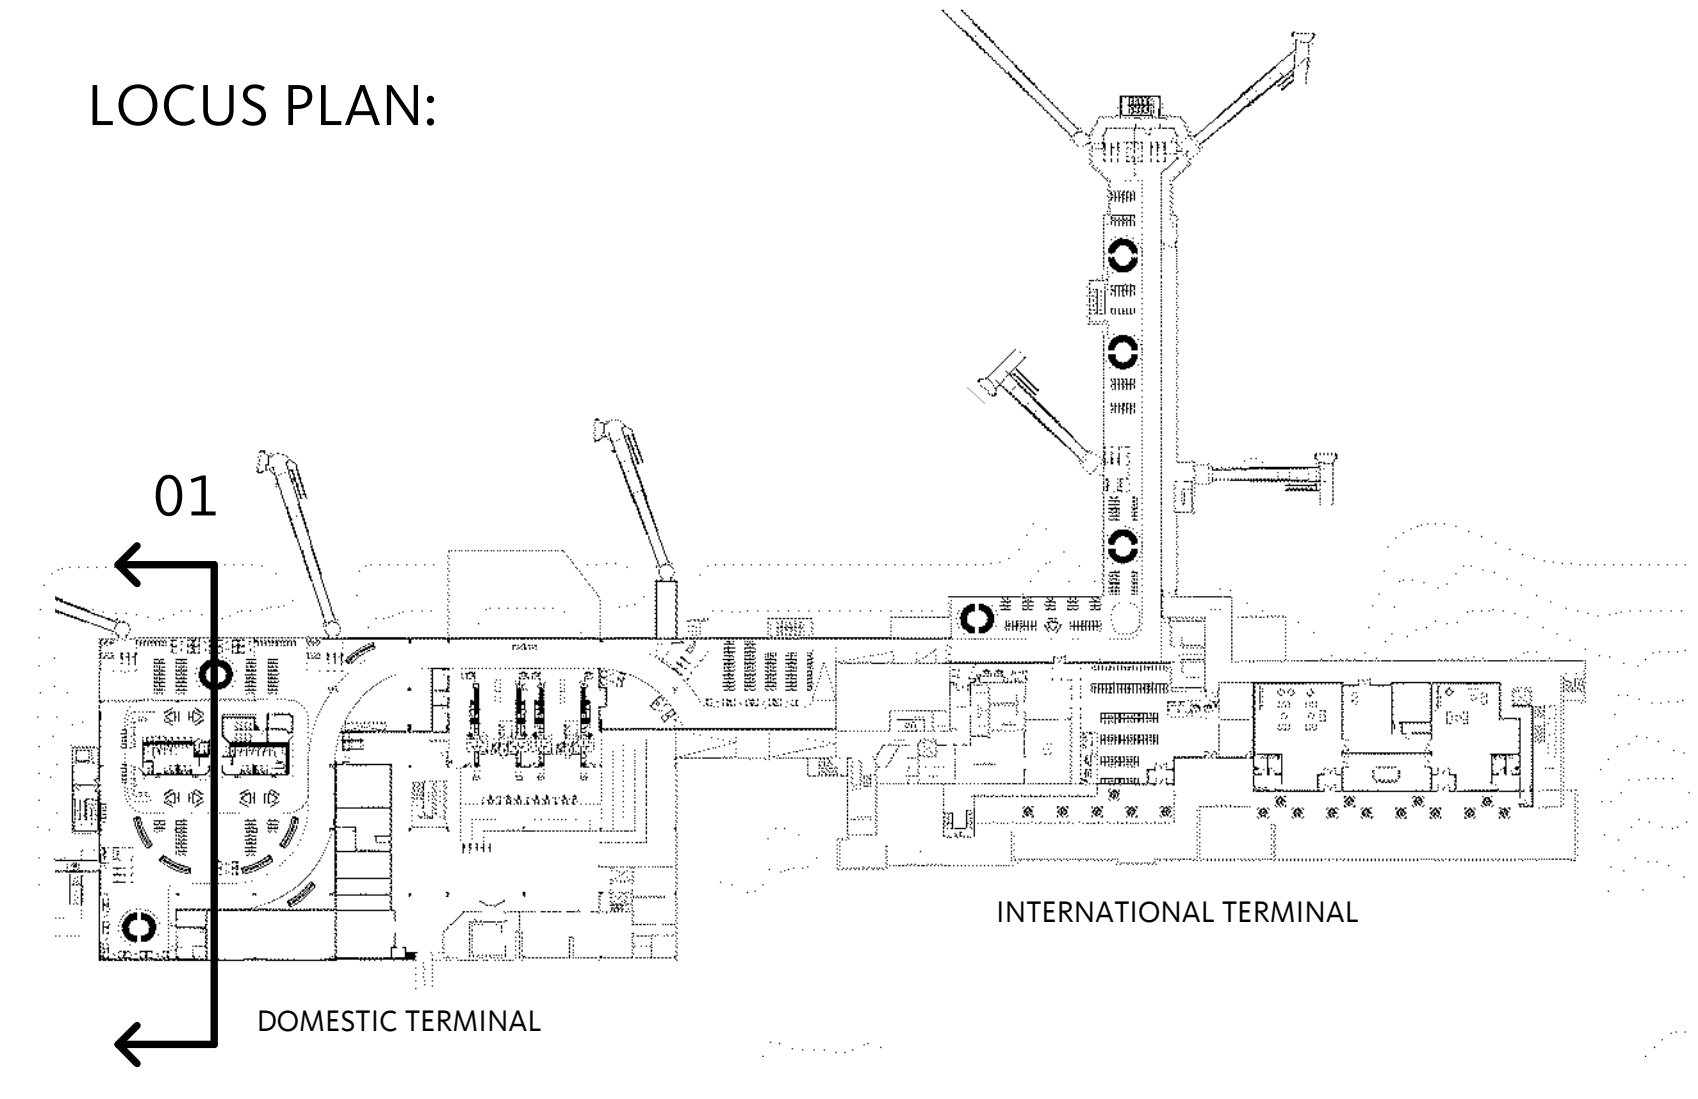 LOCUS PLAN:
01
INTERNATIONAL TERMINAL
DOMESTIC TERMINAL